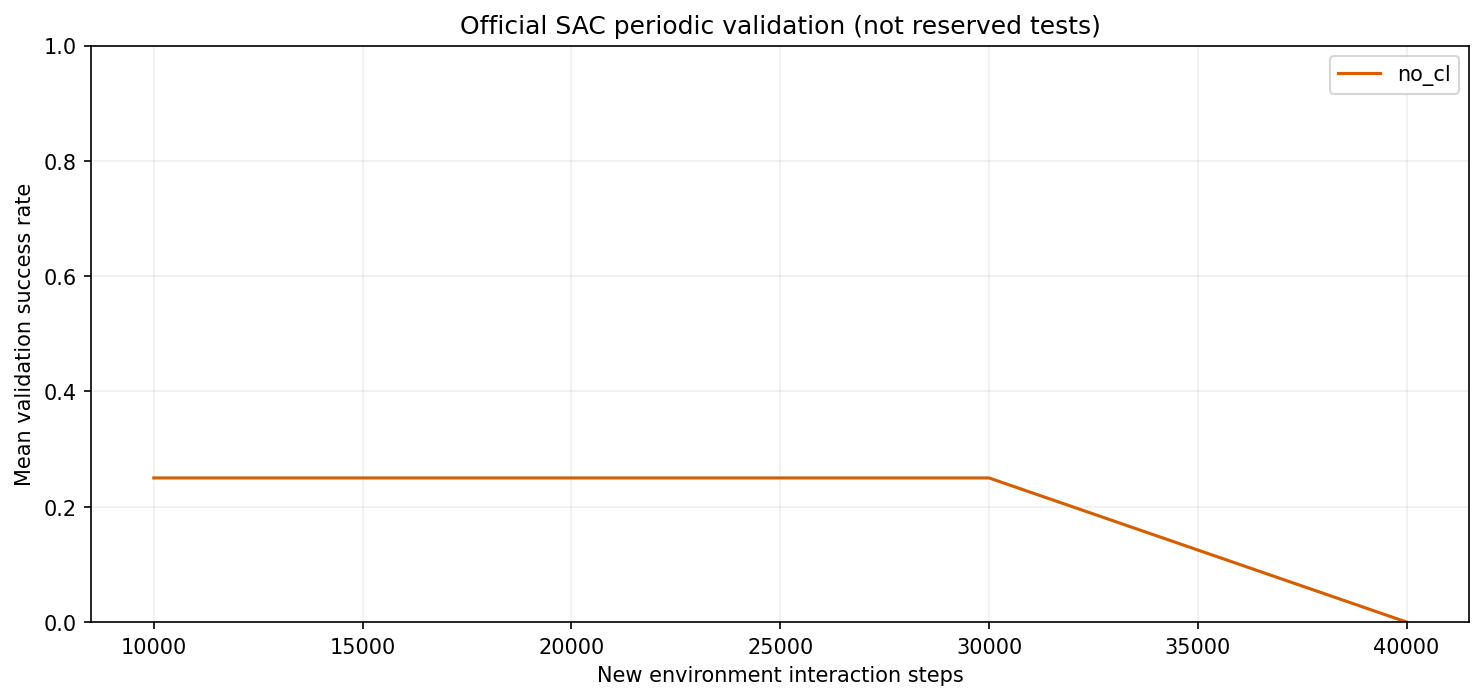 Official SAC periodic validation (not reserved tests)
1.0
no_cl
0.8
0.6
0.4
0.2
0.0
Mean validation success rate
10000 15000 20000 25000 30000 35000 40000
New environment interaction steps